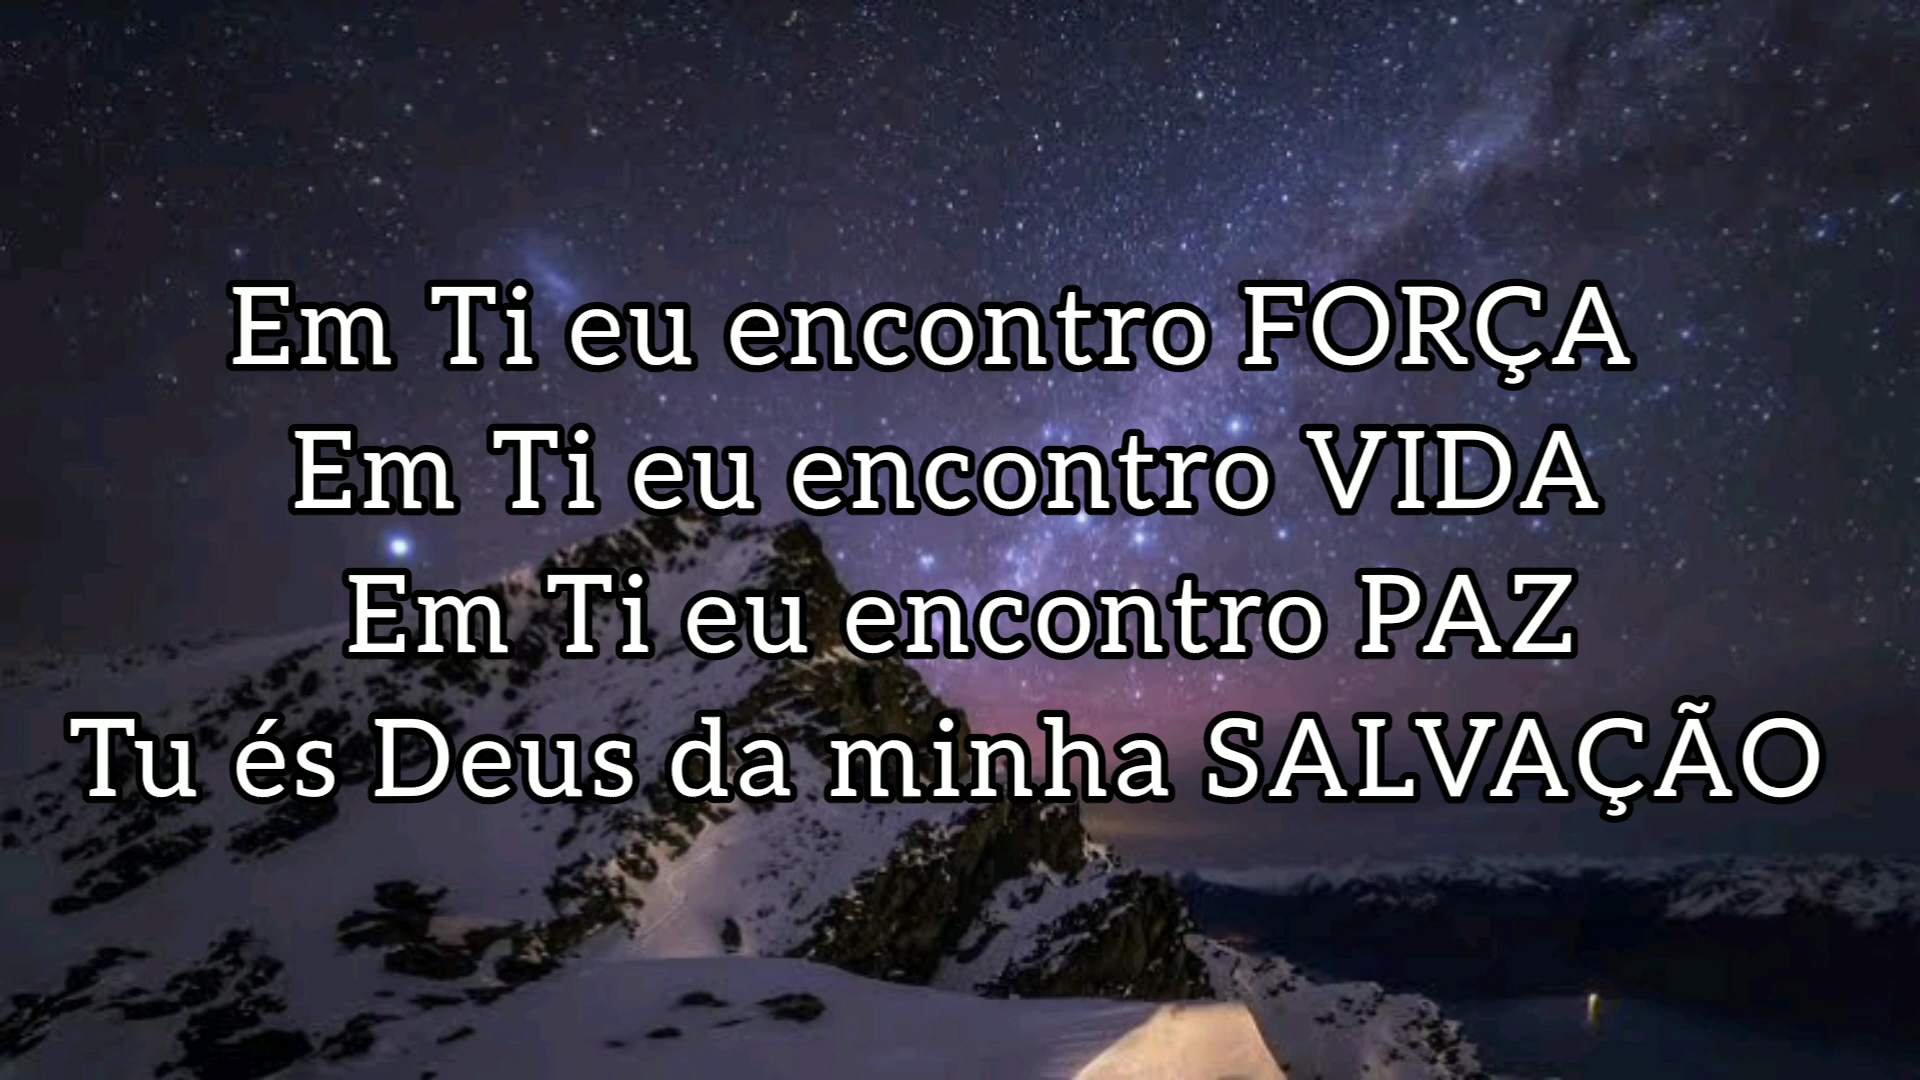 Em Ti eu encontro FORÇA
Em Ti eu encontro VIDA
Em Ti eu encontro PAZ
Tu és Deus da minha SALVAÇÃO